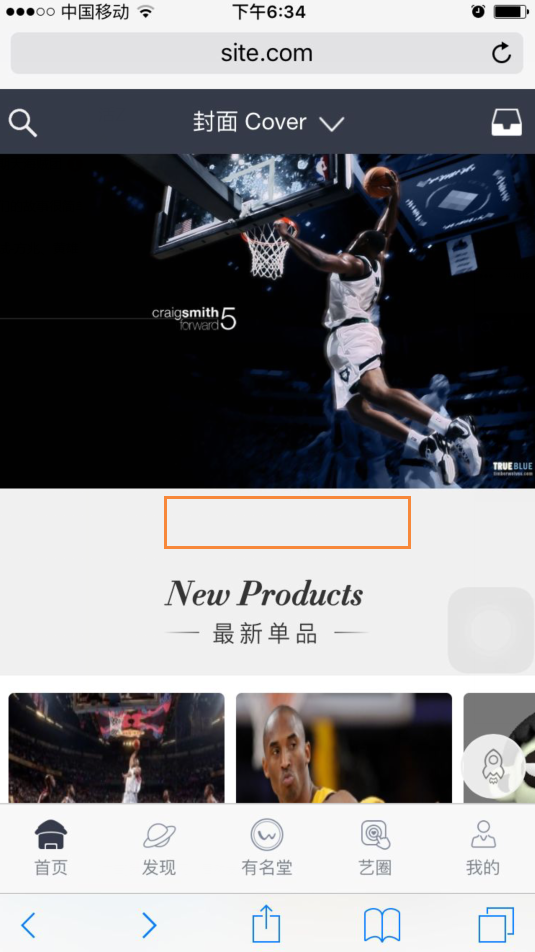 中国移动
下午6:34
site.com
封面 Cover
craigsmith 5
forward
TRUE BLUE
New Products
最新单品
首页
发现
有名堂
艺圈
我的